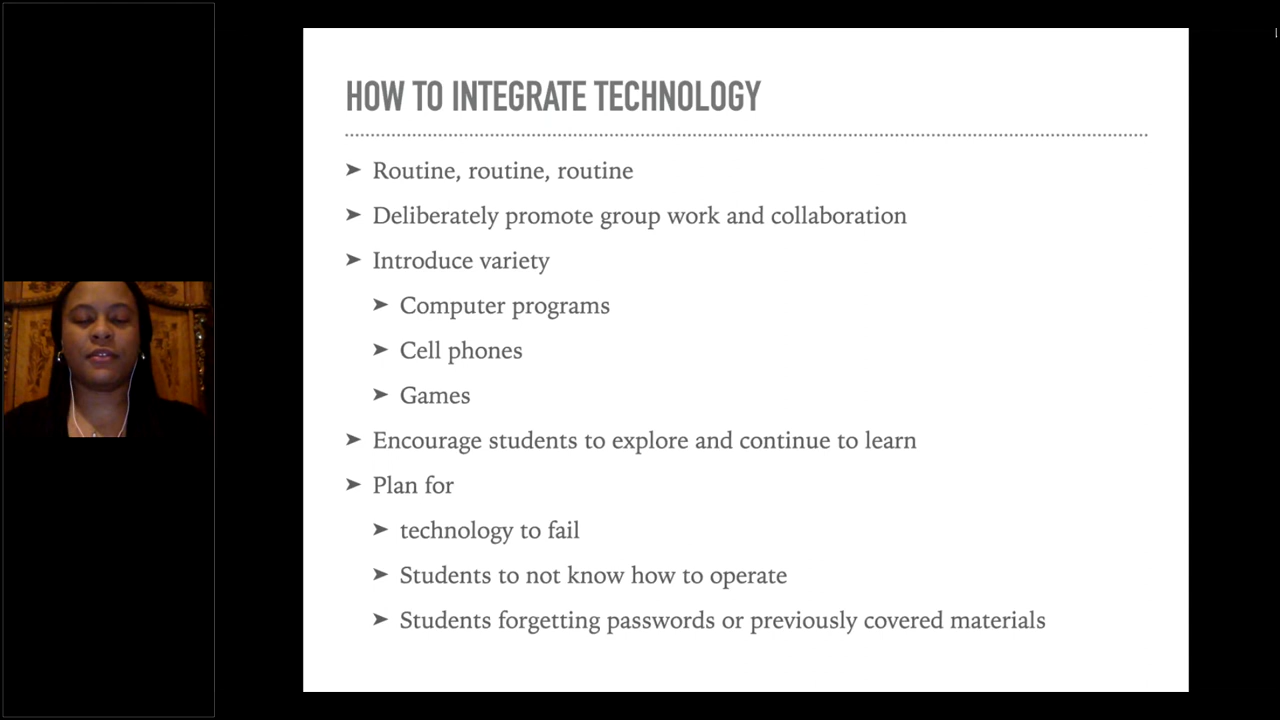 HOW TO INTEGRATE TECHNOLOGY
Routine, routine, routine
Deliberately promote group work and collaboration
Introduce variety
Computer programs
Cell phones
Games
Encourage students to explore and continue to learn
Plan for
technology to fail
Students to not know how to operate
Students forgetting passwords or previously covered materials